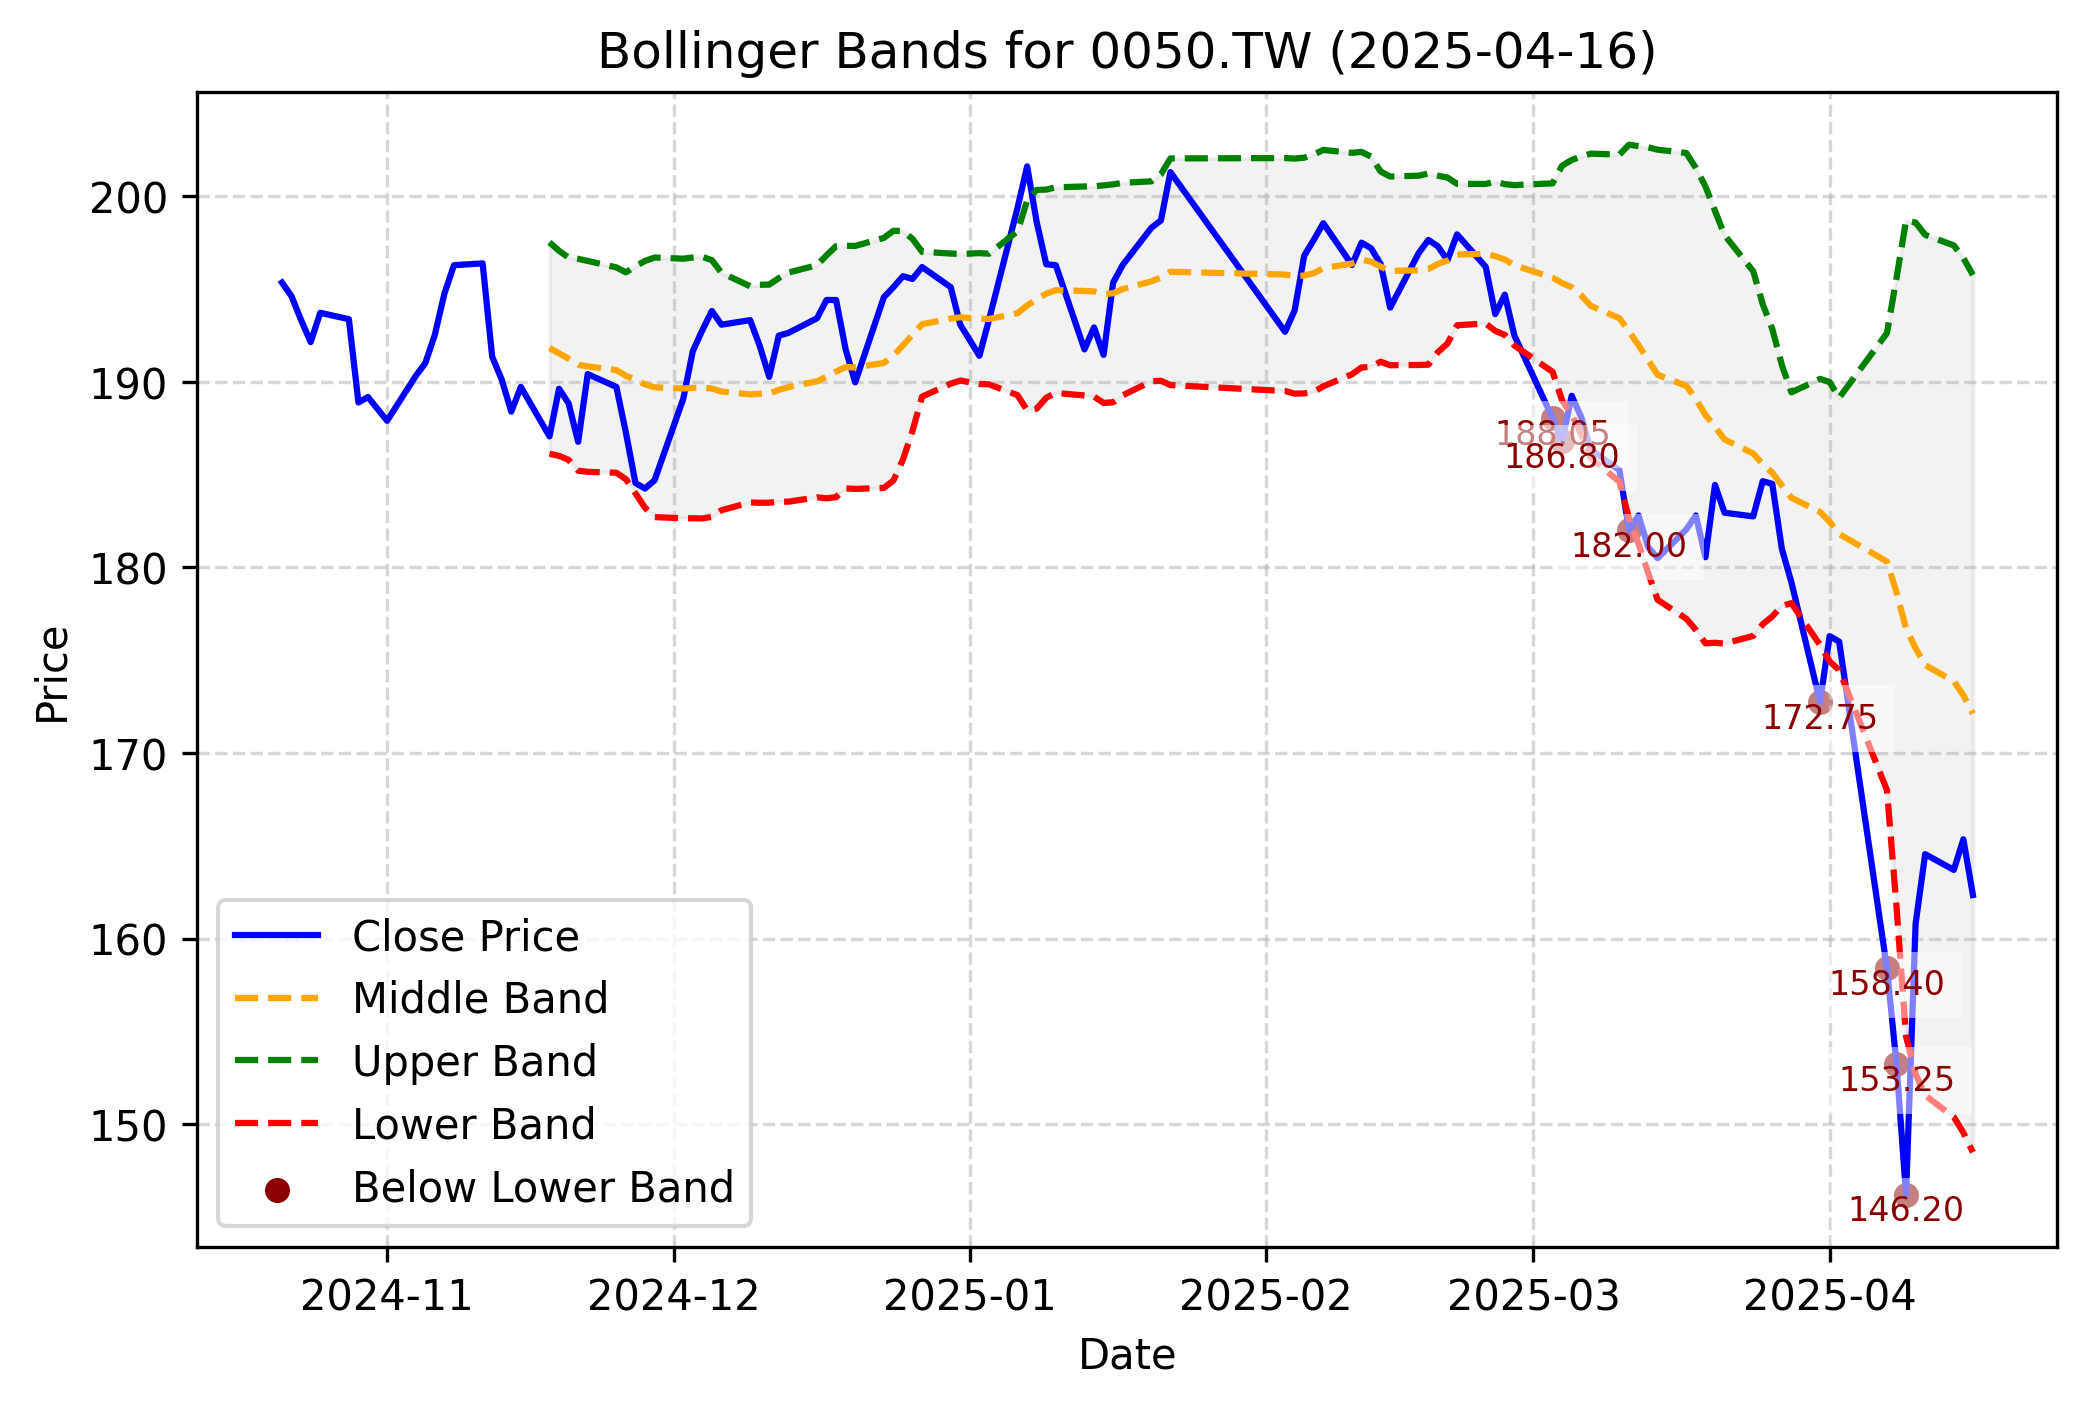 Bollinger Bands for 0050.TW (2025-04-16)
Price
200
190
180
170
160
150
188.05
186.80
182.00
172.75
158.40
153.25
146.20
Close Price
Middle Band
Upper Band
Lower Band
Below Lower Band
2024-11
2024-12
2025-01
2025-02
2025-03
2025-04
Date